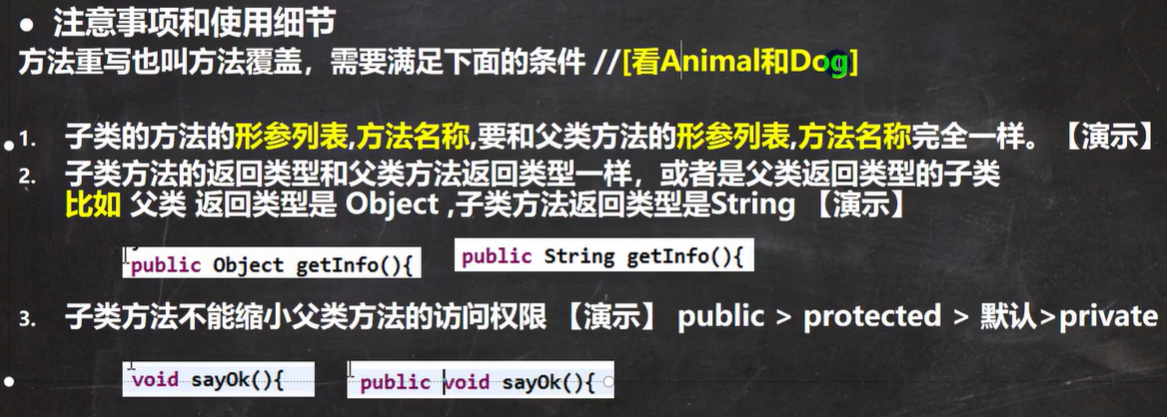 ● 注意事项和使用细节
方法重写也叫方法覆盖，需要满足下面的条件 //[看Animal和Dog]
1. 子类的方法的形参列表,方法名称,要和父类方法的形参列表,方法名称完全一样。【演示】
2. 子类方法的返回类型和父类方法返回类型一样，或者是父类返回类型的子类
比如 父类 返回类型是 Object ,子类方法返回类型是String 【演示】
public Object getInfo(){ public String getInfo(){
3. 子类方法不能缩小父类方法的访问权限 【演示】 public > protected > 默认>private
void sayOk(){ public void sayOk(){